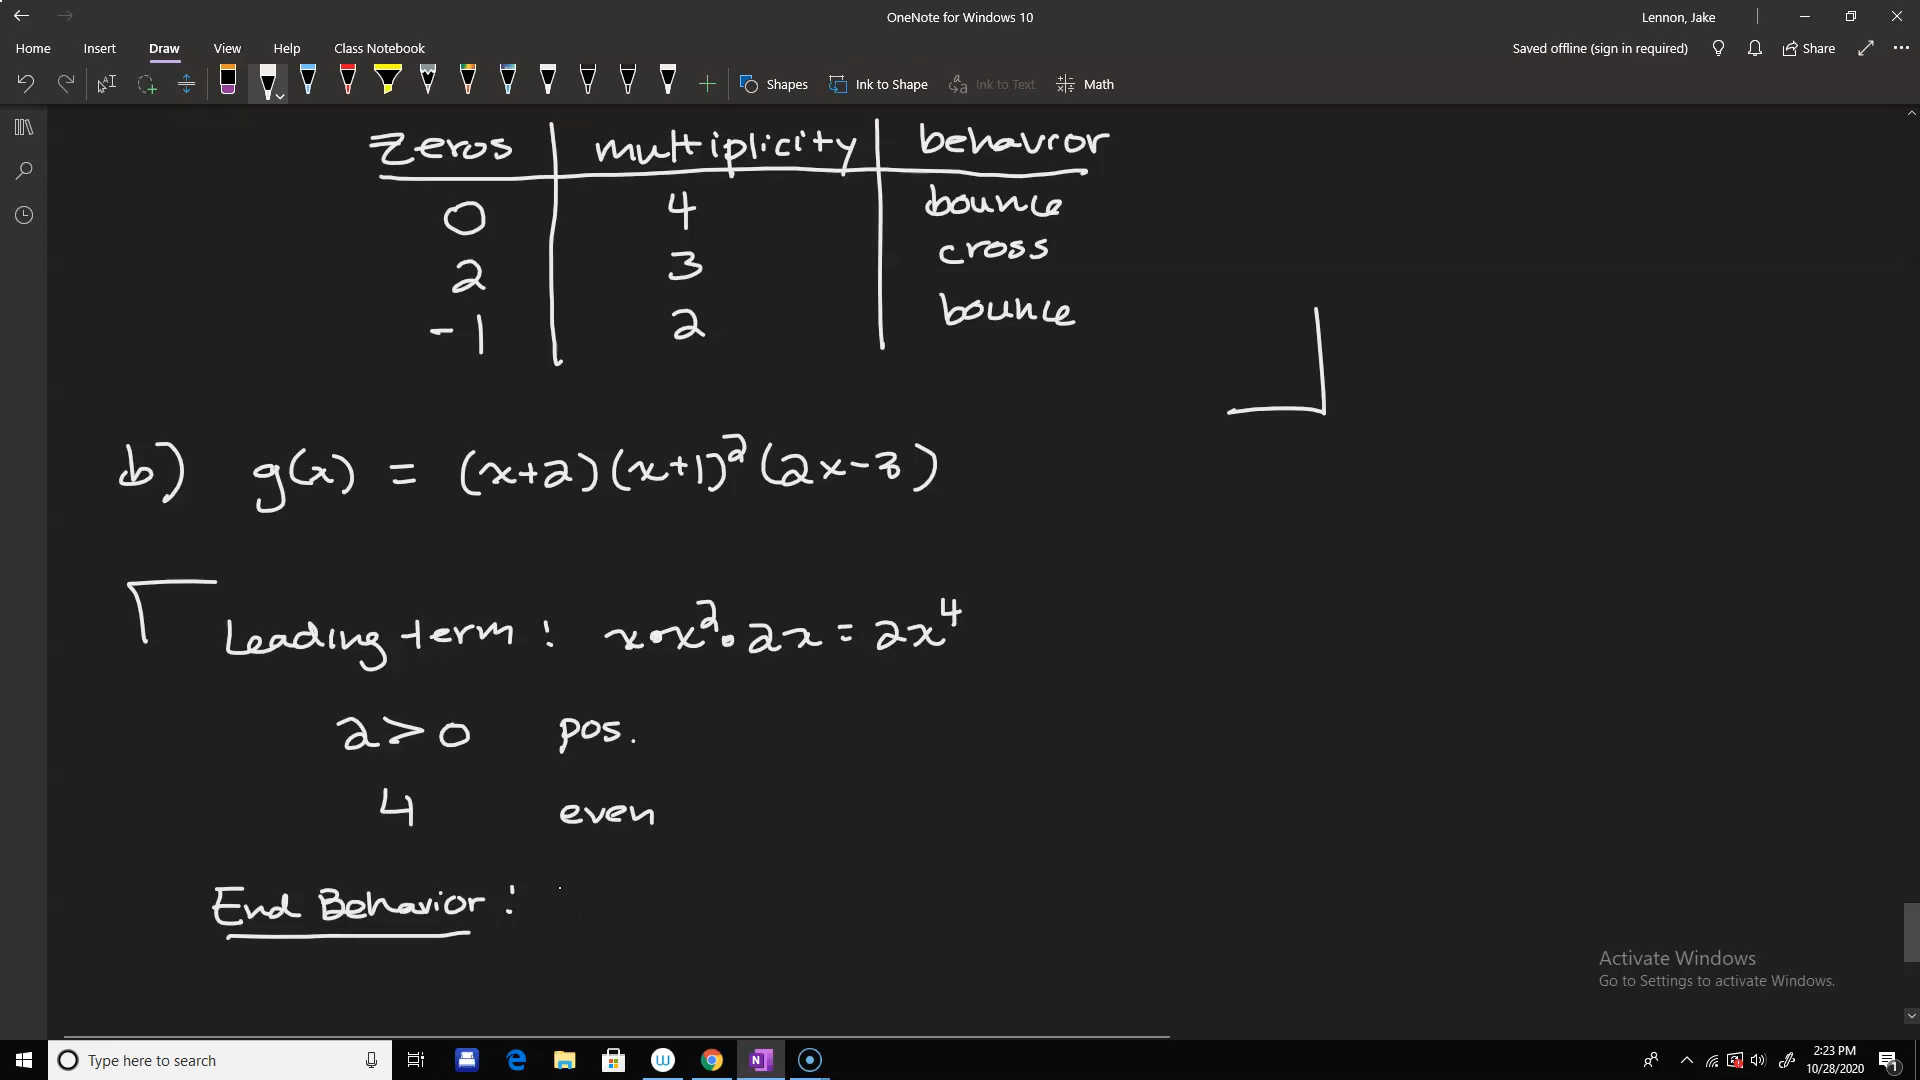 OneNote for Windows 10
Lennon, Jake
Home Insert Draw View Help Class Notebook
Saved offline (sign in required) Share
Shapes Ink to Shape Ink to Text Math
Zeros multiplicity behavior
0 4 bounce
2 3 cross
-1 2 bounce
b) g(x) = (x+2)(x+1)² (2x-3)
Leading term : x•x²•2x = 2x⁴
2>0 pos.
4 even
End Behavior :
Activate Windows
Go to Settings to activate Windows.
Type here to search
2:23 PM
10/28/2020
1